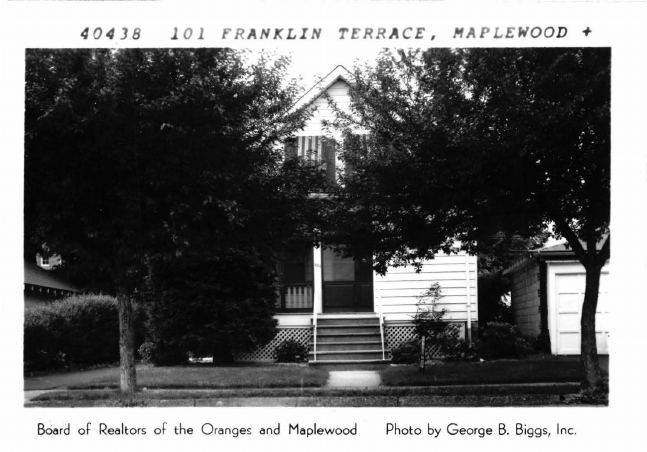 40438 101 FRANKLIN TERRACE, MAPLEWOOD +
Board of Realtors of the Oranges and Maplewood Photo by George B. Biggs, Inc.